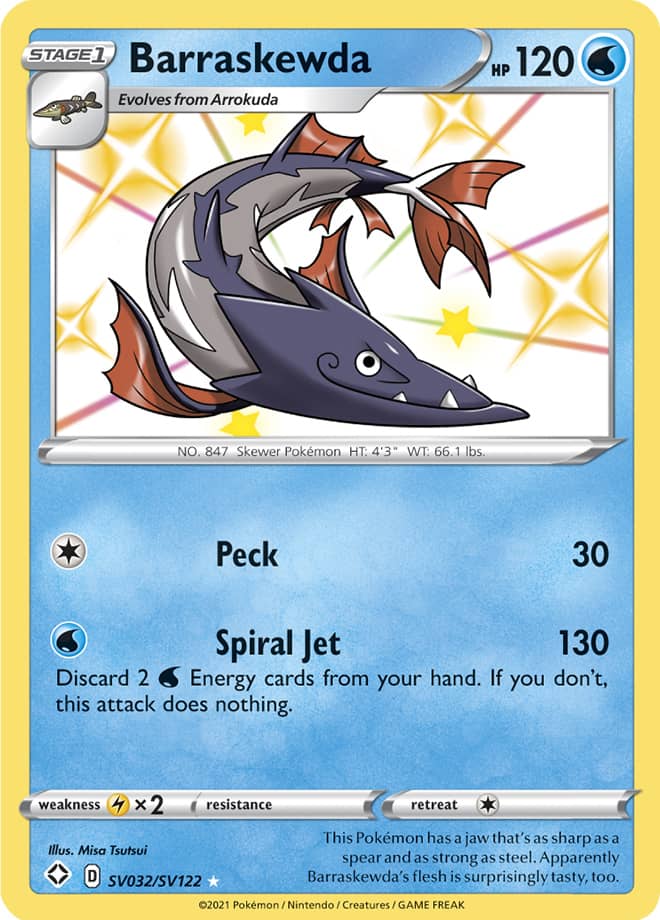 STAGE 1
Barraskewda
HP 120
Evolves from Arrokuda
NO. 847 Skewer Pokémon HT: 4'3" WT: 66.1 lbs.
Peck 30
Spiral Jet 130
Discard 2 Energy cards from your hand. If you don't,
this attack does nothing.
weakness ×2 resistance retreat
Illus. Misa Tsutsui
D SV032/SV122
This Pokémon has a jaw that's as sharp as a
spear and as strong as steel. Apparently
Barraskewda's flesh is surprisingly tasty, too.
©2021 Pokémon / Nintendo / Creatures / GAME FREAK